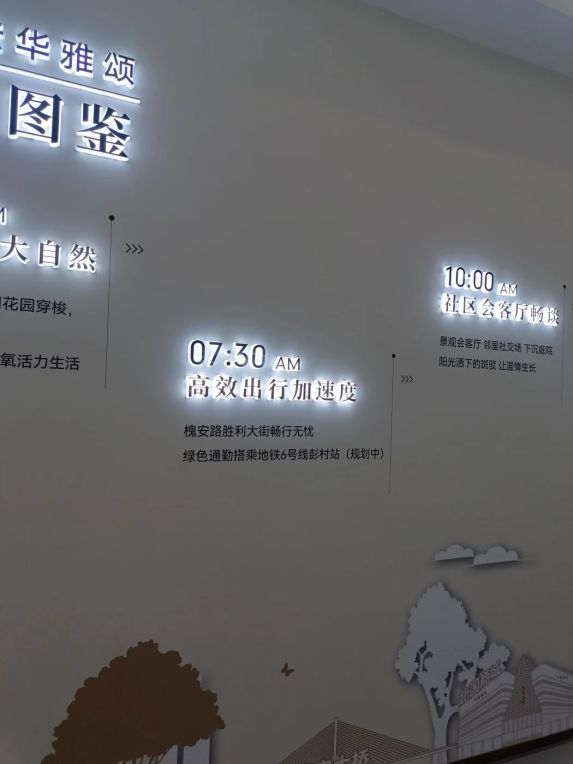 华雅颂
图鉴
大自然
花园穿梭，
氧活力生活
07:30 AM
高效出行加速度
槐安路胜利大街畅行无忧
绿色通勤搭乘地铁6号线彭村站（规划中）
10:00 AM
社区会客厅畅谈
景观会客厅 邻里社交场 下沉庭院
阳光洒下的斑驳 让温情生长
大桥